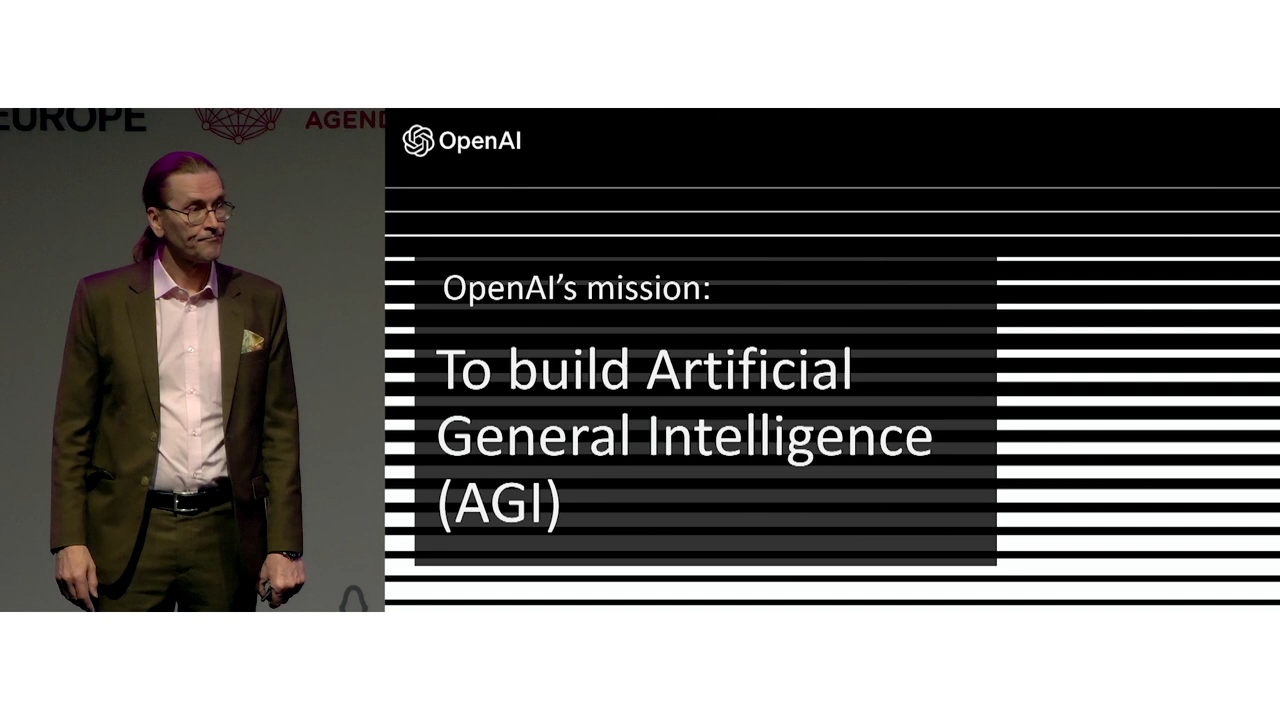 EUROPE
AGEND
OpenAI
OpenAI's mission:
To build Artificial
General Intelligence
(AGI)